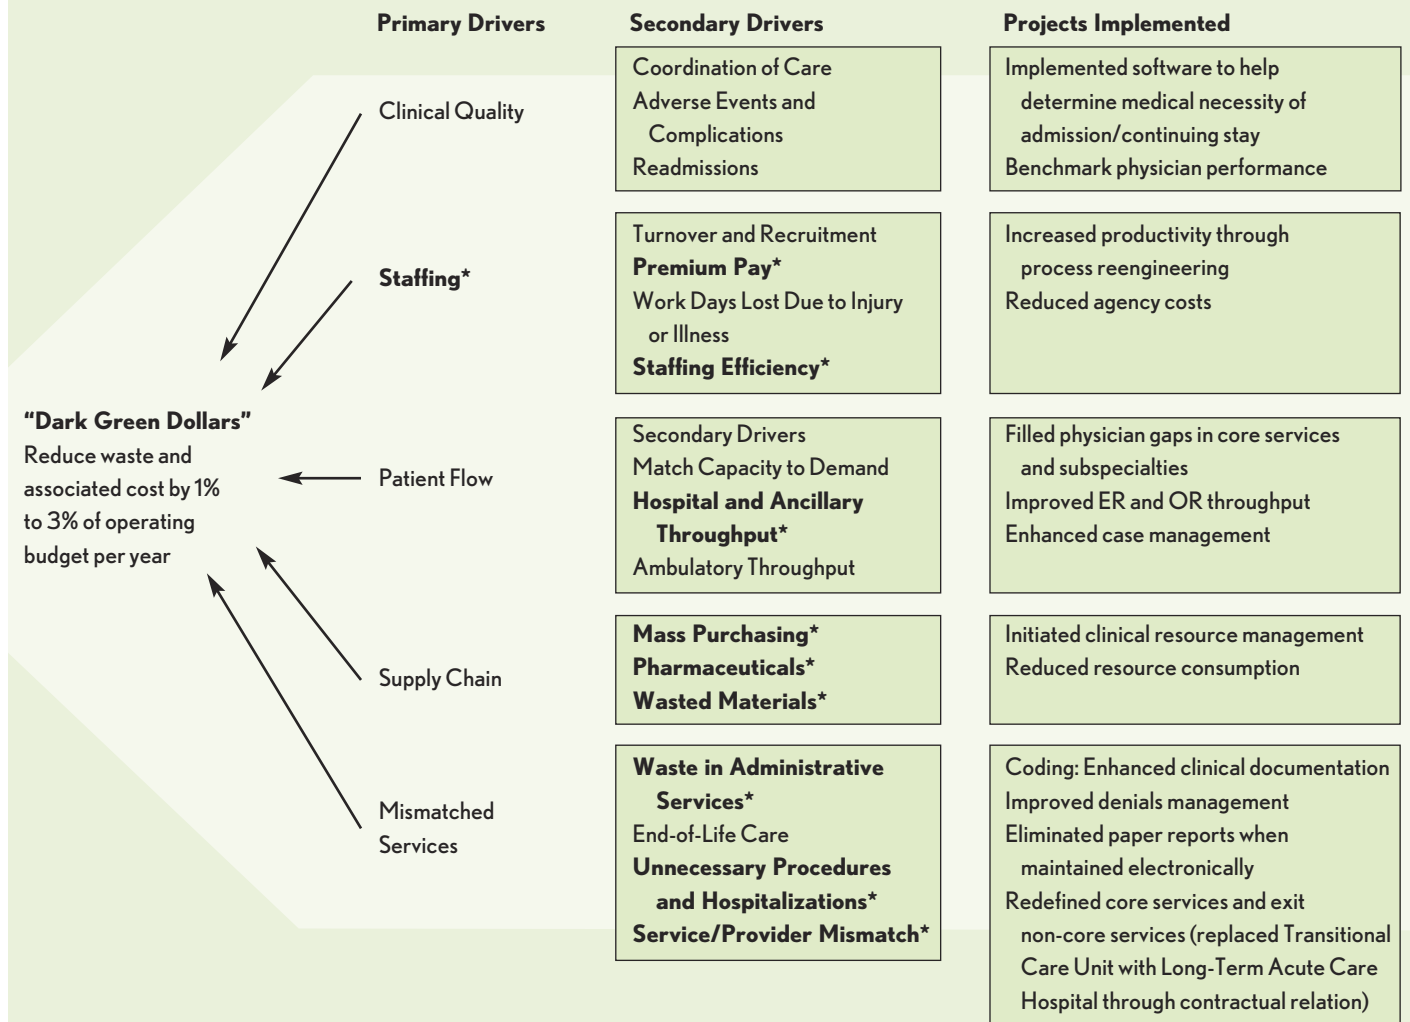 Primary Drivers
Secondary Drivers
Projects Implemented
Clinical Quality
Coordination of Care
Adverse Events and
Complications
Readmissions
Implemented software to help
determine medical necessity of
admission/continuing stay
Benchmark physician performance
Staffing*
Turnover and Recruitment
Premium Pay*
Work Days Lost Due to Injury
or Illness
Staffing Efficiency*
Increased productivity through
process reengineering
Reduced agency costs
“Dark Green Dollars”
Reduce waste and
associated cost by 1%
to 3% of operating
budget per year
Patient Flow
Secondary Drivers
Match Capacity to Demand
Hospital and Ancillary
Throughput*
Ambulatory Throughput
Filled physician gaps in core services
and subspecialties
Improved ER and OR throughput
Enhanced case management
Supply Chain
Mass Purchasing*
Pharmaceuticals*
Wasted Materials*
Initiated clinical resource management
Reduced resource consumption
Mismatched
Services
Waste in Administrative
Services*
End-of-Life Care
Unnecessary Procedures
and Hospitalizations*
Service/Provider Mismatch*
Coding: Enhanced clinical documentation
Improved denials management
Eliminated paper reports when
maintained electronically
Redefined core services and exit
non-core services (replaced Transitional
Care Unit with Long-Term Acute Care
Hospital through contractual relation)